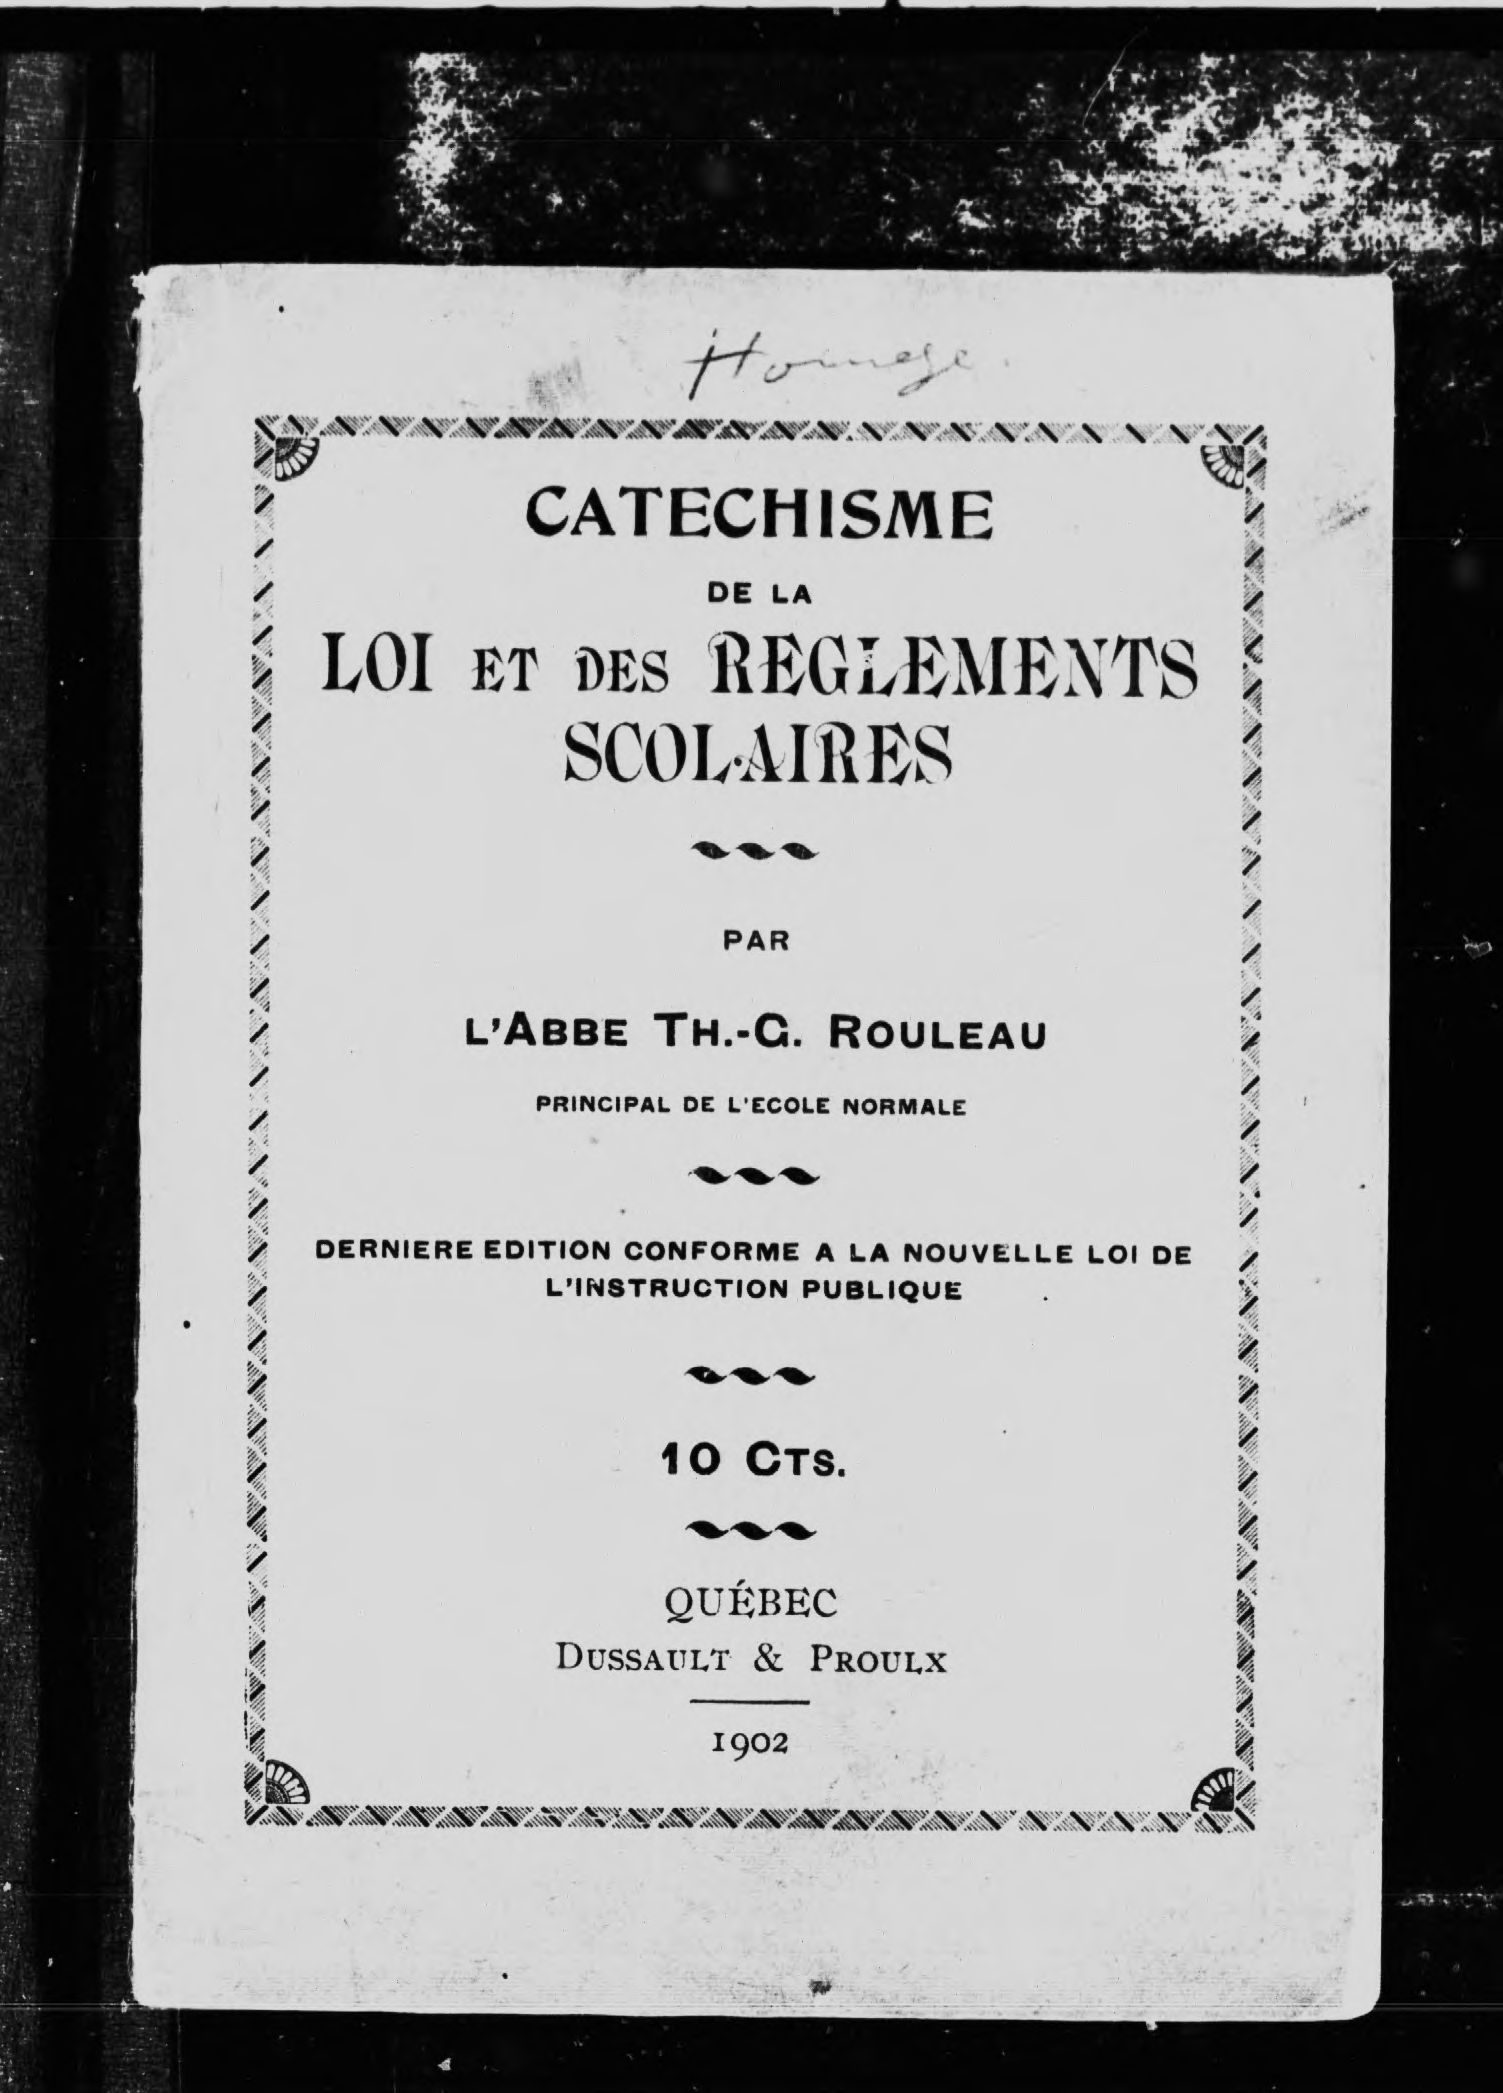 CATECHISME
DE LA
LOI ET DES REGLEMENTS
SCOLAIRES
PAR
L'ABBE TH.-G. ROULEAU
PRINCIPAL DE L'ECOLE NORMALE
DERNIERE EDITION CONFORME A LA NOUVELLE LOI DE
L'INSTRUCTION PUBLIQUE
10 CTS.
QUÉBEC
DUSSAULT & PROULX
1902